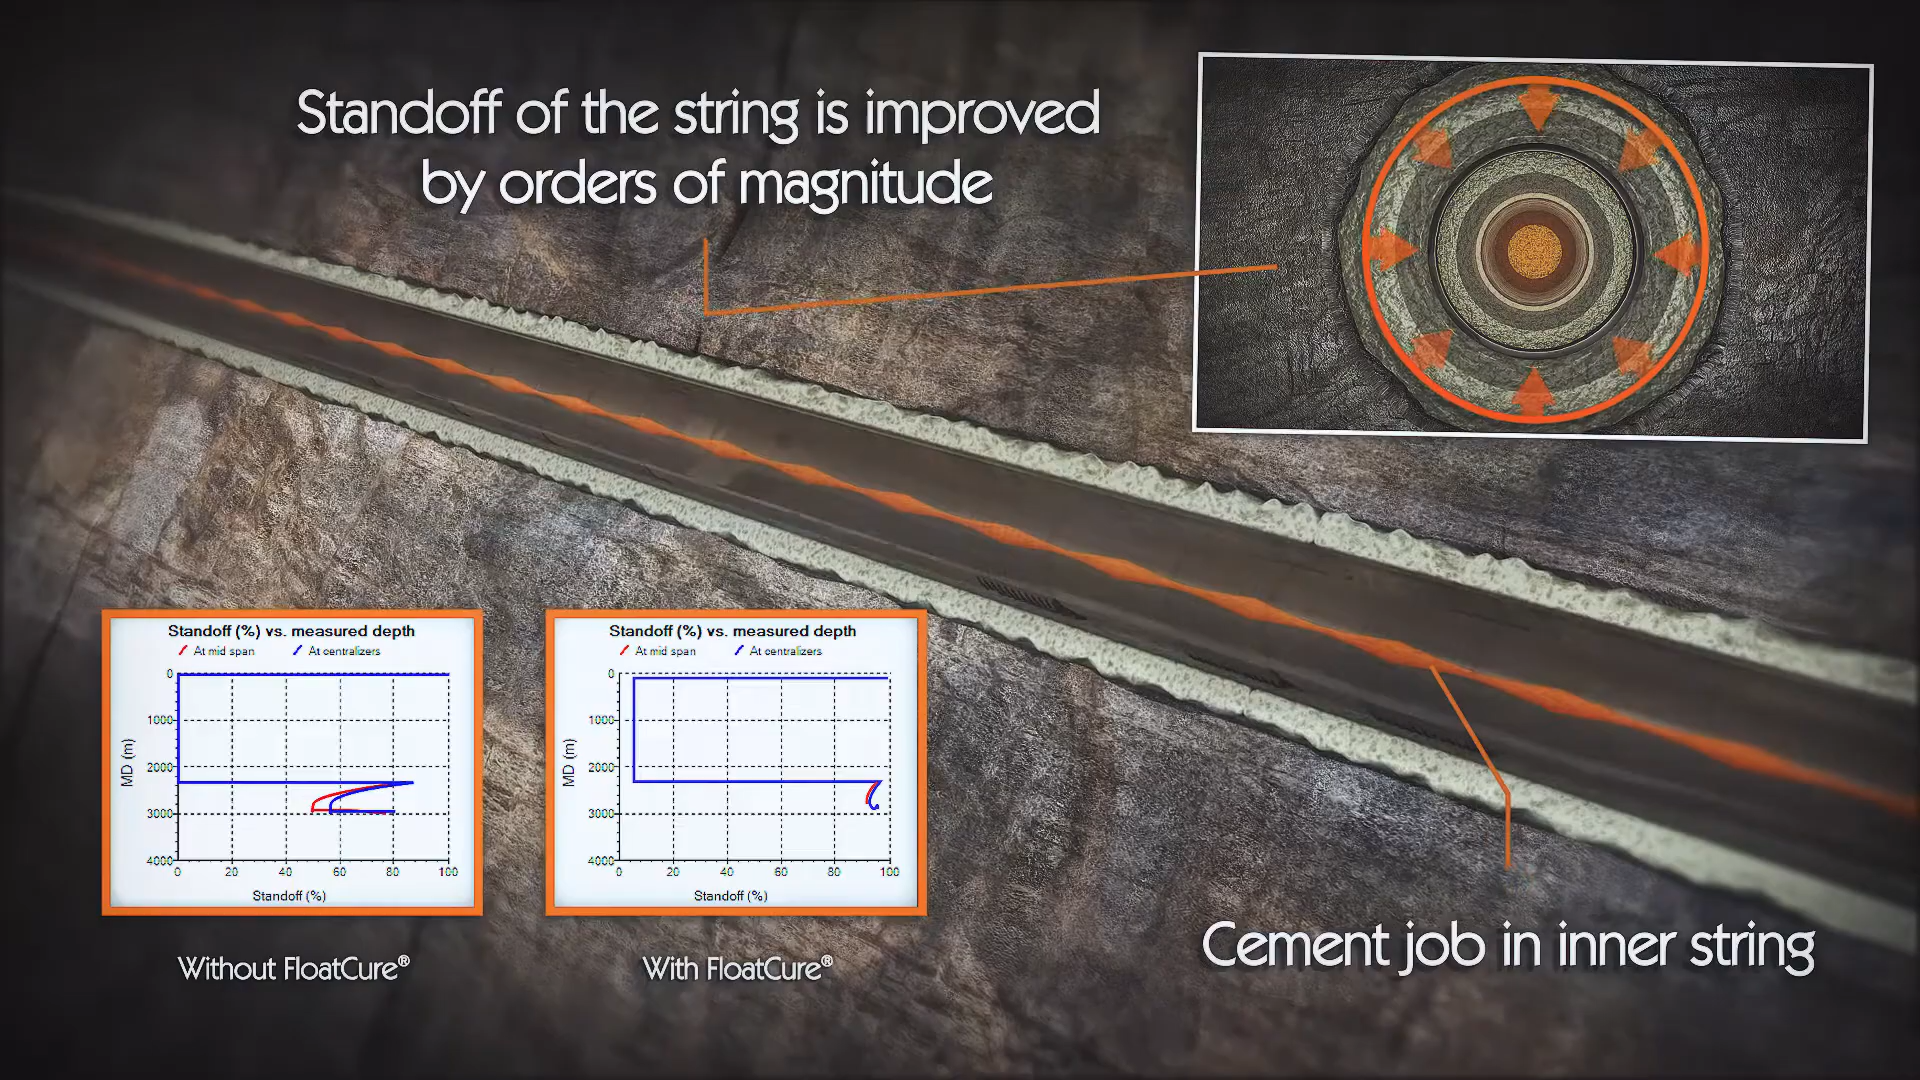 Standoff of the string is improved
by orders of magnitude
Standoff (%) vs. measured depth
At mid span
At centralizers
MD (m)
0
1000
2000
3000
4000
0
20
40
60
80
100
Standoff (%)
Without FloatCure®
Standoff (%) vs. measured depth
At mid span
At centralizers
MD (m)
0
1000
2000
3000
4000
0
20
40
60
80
100
Standoff (%)
With FloatCure®
Cement job in inner string